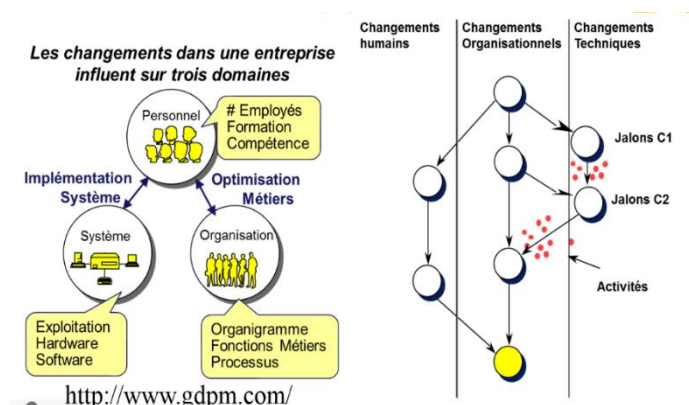 Les changements dans une entreprise
influent sur trois domaines
Personnel
# Employés
Formation
Compétence
Implémentation
Système
Optimisation
Métiers
Système
Organisation
Exploitation
Hardware
Software
Organigramme
Fonctions Métiers
Processus
http://www.gdpm.com/
Changements
humains
Changements
Organisationnels
Changements
Techniques
Jalons C1
Jalons C2
Activités